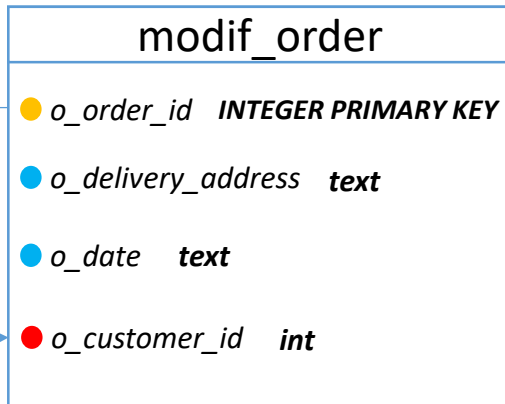 modif_order
o_order_id INTEGER PRIMARY KEY
o_delivery_address text
o_date text
o_customer_id int